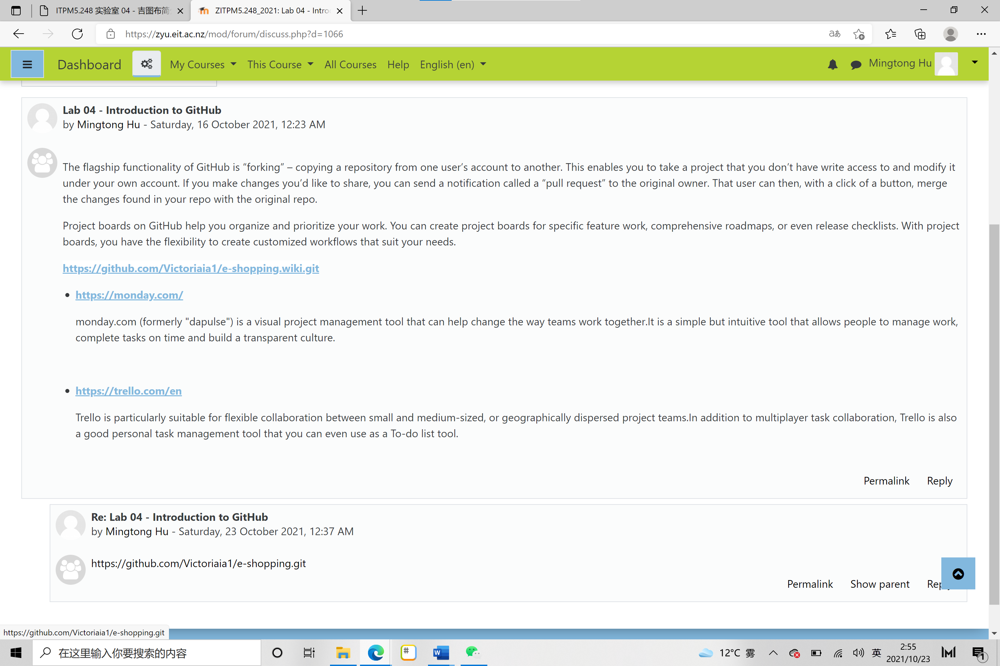 ITPM5.248 实验室 04 - 吉图布简
ZITPM5.248_2021: Lab 04 - Intro
https://zyu.eit.ac.nz/mod/forum/discuss.php?d=1066
aあ
Dashboard My Courses This Course All Courses Help English (en) Mingtong Hu
Lab 04 - Introduction to GitHub
by Mingtong Hu - Saturday, 16 October 2021, 12:23 AM
The flagship functionality of GitHub is “forking” – copying a repository from one user’s account to another. This enables you to take a project that you don’t have write access to and modify it
under your own account. If you make changes you’d like to share, you can send a notification called a “pull request” to the original owner. That user can then, with a click of a button, merge
the changes found in your repo with the original repo.
Project boards on GitHub help you organize and prioritize your work. You can create project boards for specific feature work, comprehensive roadmaps, or even release checklists. With project
boards, you have the flexibility to create customized workflows that suit your needs.
https://github.com/Victoriaia1/e-shopping.wiki.git
• https://monday.com/
monday.com (formerly "dapulse") is a visual project management tool that can help change the way teams work together.It is a simple but intuitive tool that allows people to manage work,
complete tasks on time and build a transparent culture.
• https://trello.com/en
Trello is particularly suitable for flexible collaboration between small and medium-sized, or geographically dispersed project teams.In addition to multiplayer task collaboration, Trello is also
a good personal task management tool that you can even use as a To-do list tool.
Permalink Reply
Re: Lab 04 - Introduction to GitHub
by Mingtong Hu - Saturday, 23 October 2021, 12:37 AM
https://github.com/Victoriaia1/e-shopping.git
Permalink Show parent Reply
https://github.com/Victoriaia1/e-shopping.git
在这里输入你要搜索的内容
12°C 雾
英
2:55
2021/10/23
1